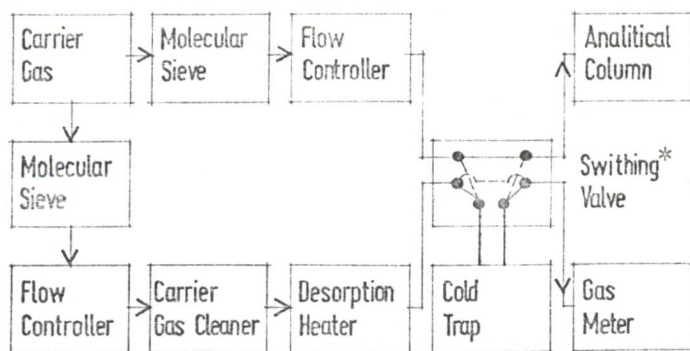 Carrier
Gas
Molecular
Sieve
Flow
Controller
Analitical
Column
Molecular
Sieve
Swithing*
Valve
Flow
Controller
Carrier
Gas Cleaner
Desorption
Heater
Cold
Trap
Gas
Meter